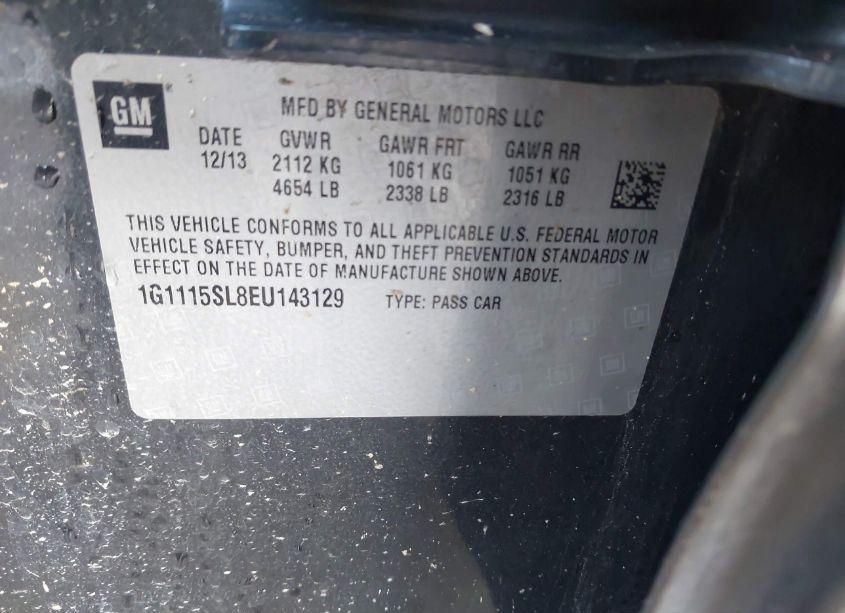 GM
MFD BY GENERAL MOTORS LLC
DATE GVWR GAWR FRT GAWR RR
12/13 2112 KG 1061 KG 1051 KG
4654 LB 2338 LB 2316 LB
THIS VEHICLE CONFORMS TO ALL APPLICABLE U.S. FEDERAL MOTOR
VEHICLE SAFETY, BUMPER, AND THEFT PREVENTION STANDARDS IN
EFFECT ON THE DATE OF MANUFACTURE SHOWN ABOVE.
1G1115SL8EU143129 TYPE: PASS CAR